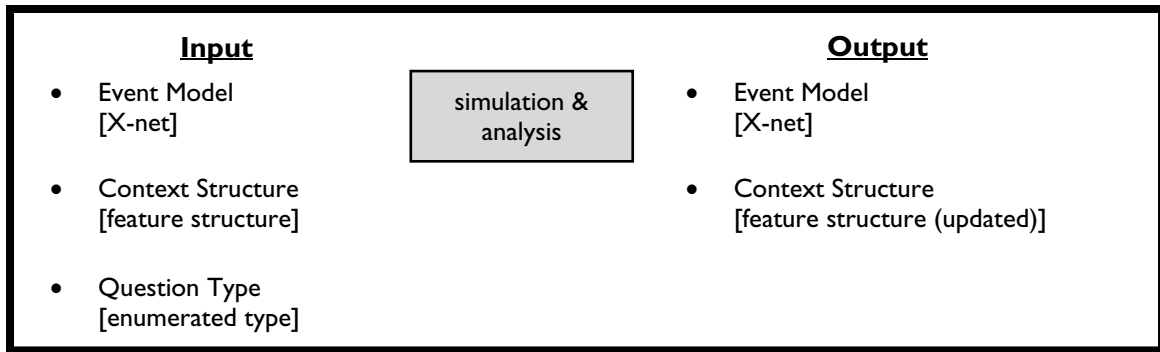 Input
• Event Model
[X-net]
• Context Structure
[feature structure]
• Question Type
[enumerated type]
simulation &
analysis
Output
• Event Model
[X-net]
• Context Structure
[feature structure (updated)]